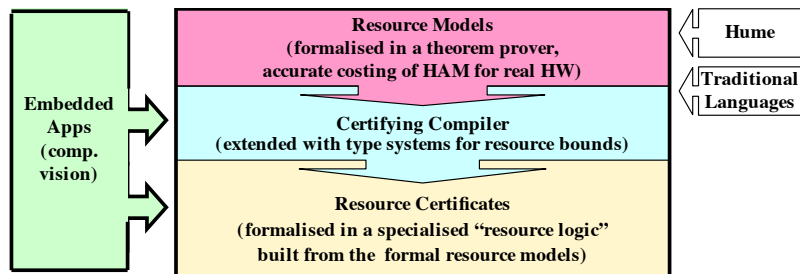 Embedded
Apps
(comp.
vision)
Resource Models
(formalised in a theorem prover,
accurate costing of HAM for real HW)
Certifying Compiler
(extended with type systems for resource bounds)
Resource Certificates
(formalised in a specialised “resource logic”
built from the formal resource models)
Hume
Traditional
Languages